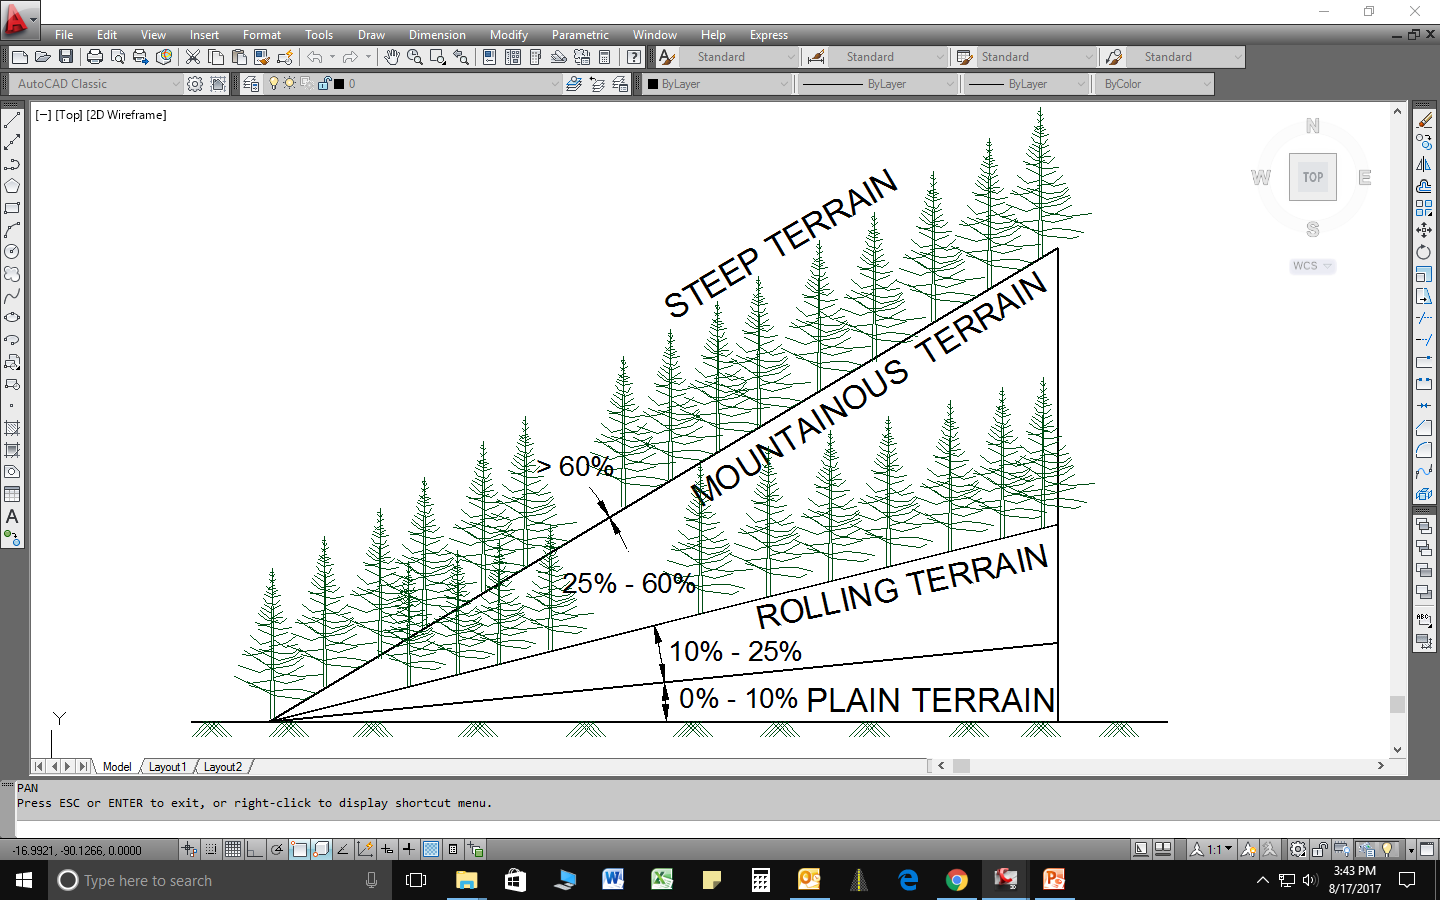 File Edit View Insert Format Tools Draw Dimension Modify Parametric Window Help Express
Standard Standard Standard Standard
AutoCAD Classic 0 ByLayer ByLayer ByLayer ByColor
[−] [Top] [2D Wireframe]
N
W TOP E
S
WCS
STEEP TERRAIN
MOUNTAINOUS TERRAIN
> 60%
25% - 60%
ROLLING TERRAIN
10% - 25%
0% - 10% PLAIN TERRAIN
Y
Model Layout1 Layout2
PAN
Press ESC or ENTER to exit, or right-click to display shortcut menu.
-16.9921, -90.1266, 0.0000 1:1
Type here to search
3:43 PM
8/17/2017